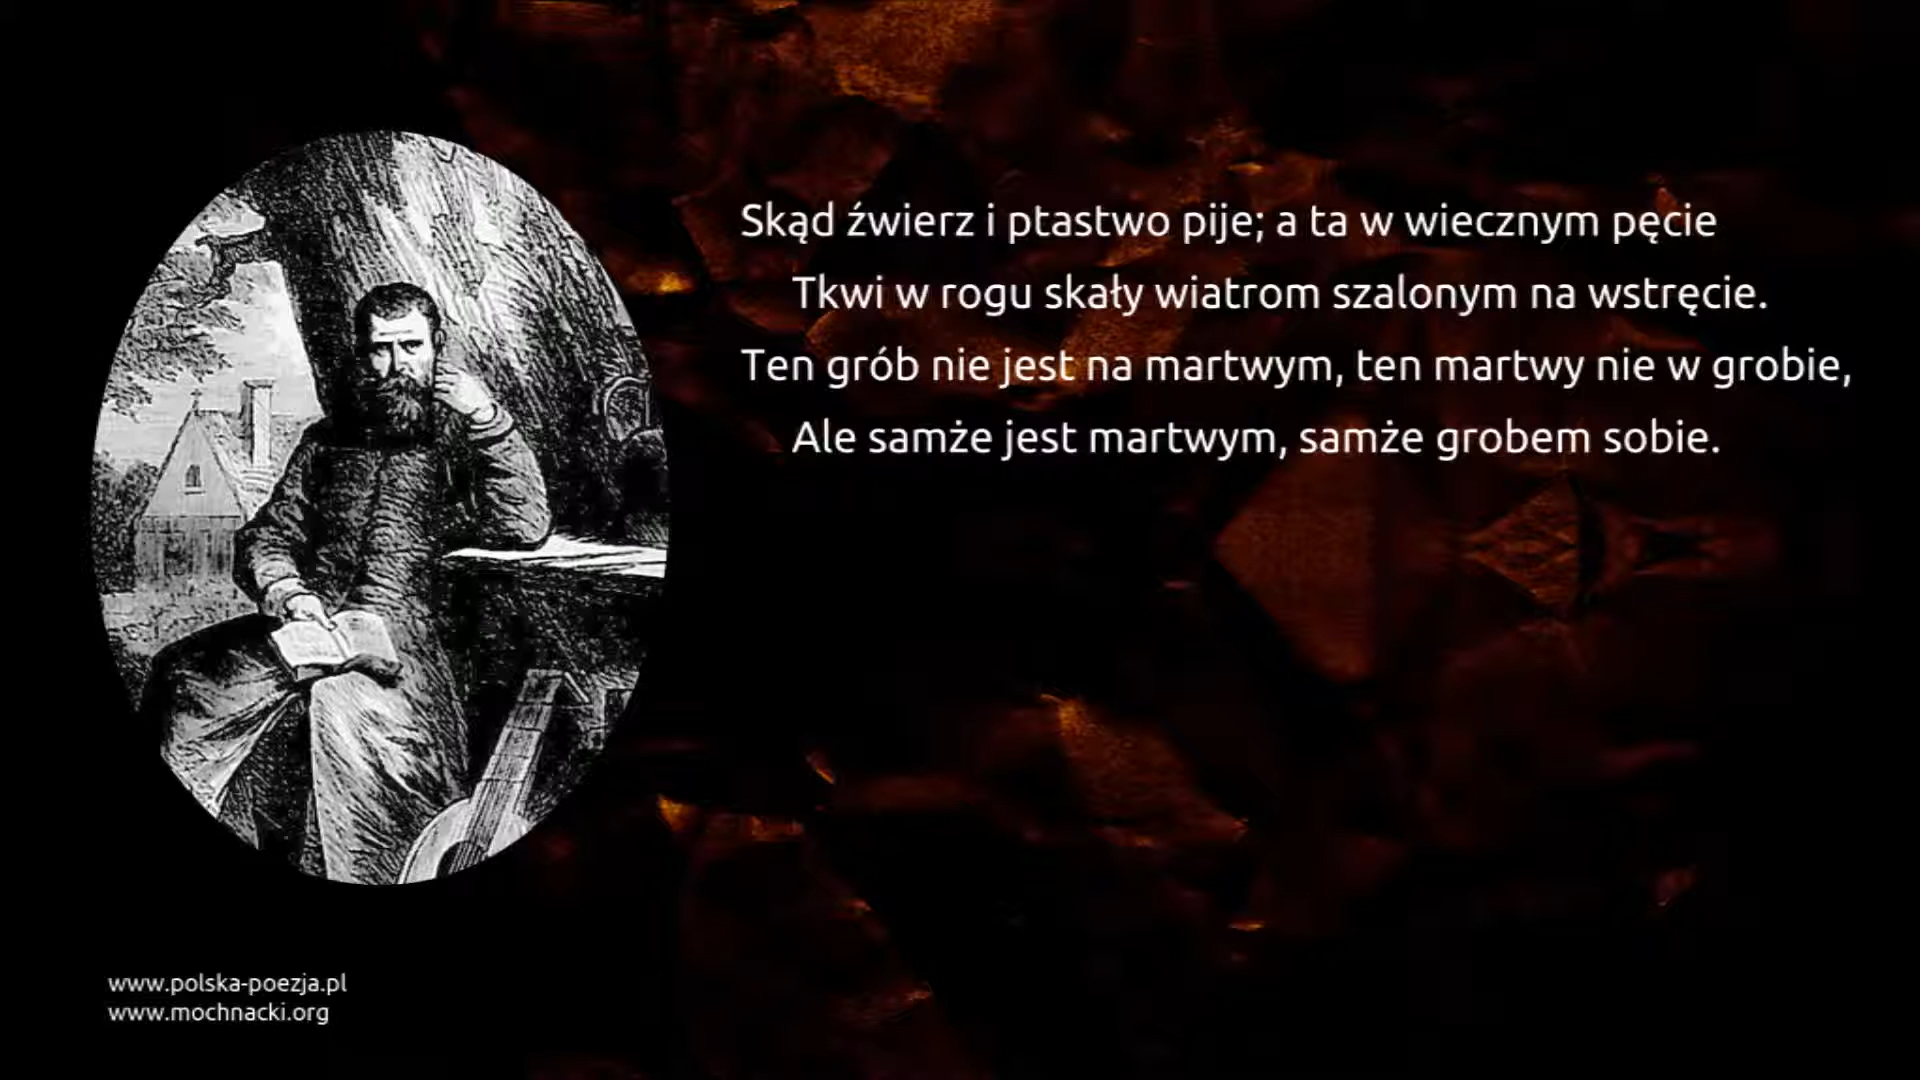 Skąd źwierz i ptastwo pije; a ta w wiecznym pęcie
Tkwi w rogu skały wiatrom szalonym na wstręcie.
Ten grób nie jest na martwym, ten martwy nie w grobie,
Ale samże jest martwym, samże grobem sobie.
www.polska-poezja.pl
www.mochnacki.org